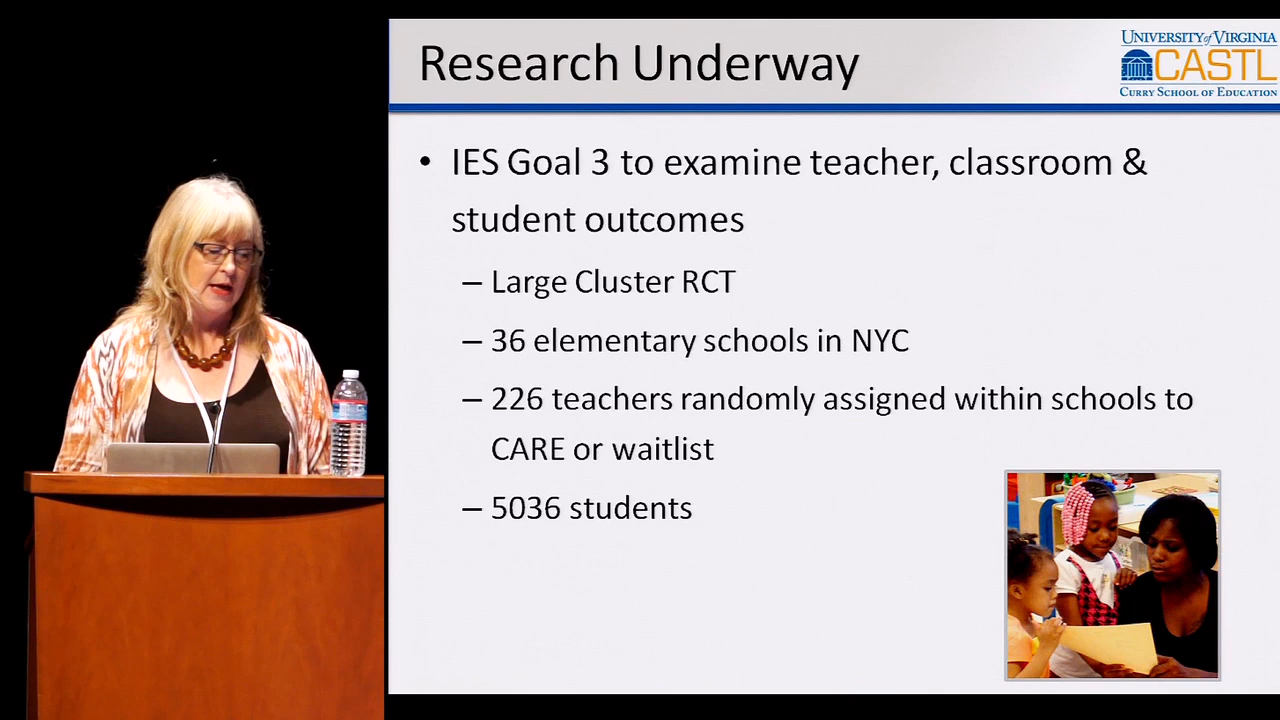 Research Underway
UNIVERSITY of VIRGINIA
CASTL
CURRY SCHOOL OF EDUCATION
• IES Goal 3 to examine teacher, classroom &
student outcomes
– Large Cluster RCT
– 36 elementary schools in NYC
– 226 teachers randomly assigned within schools to
CARE or waitlist
– 5036 students